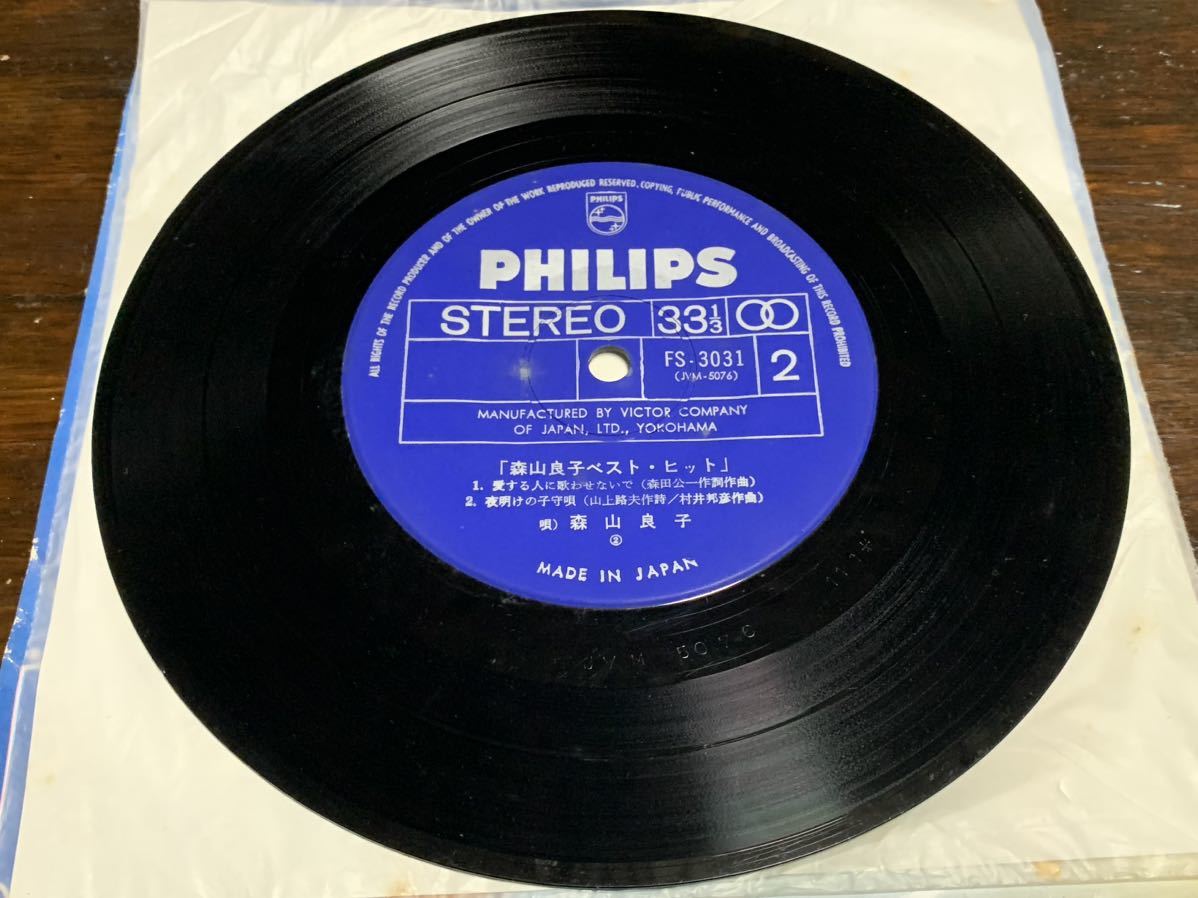 ALL RIGHTS OF THE RECORD PRODUCER AND OF THE OWNER OF THE WORK REPRODUCED RESERVED. COPYING, PUBLIC PERFORMANCE AND BROADCASTING OF THIS RECORD PROHIBITED
PHILIPS
PHILIPS
STEREO 33 1/3
FS-3031
(JVM-5076)
2
MANUFACTURED BY VICTOR COMPANY
OF JAPAN, LTD., YOKOHAMA
「森山良子ベスト・ヒット」
1. 愛する人に歌わせないで（森田公一作詞作曲）
2. 夜明けの子守唄（山上路夫作詩／村井邦彦作曲）
唄）森山良子
②
MADE IN JAPAN
JVM 5076
111*